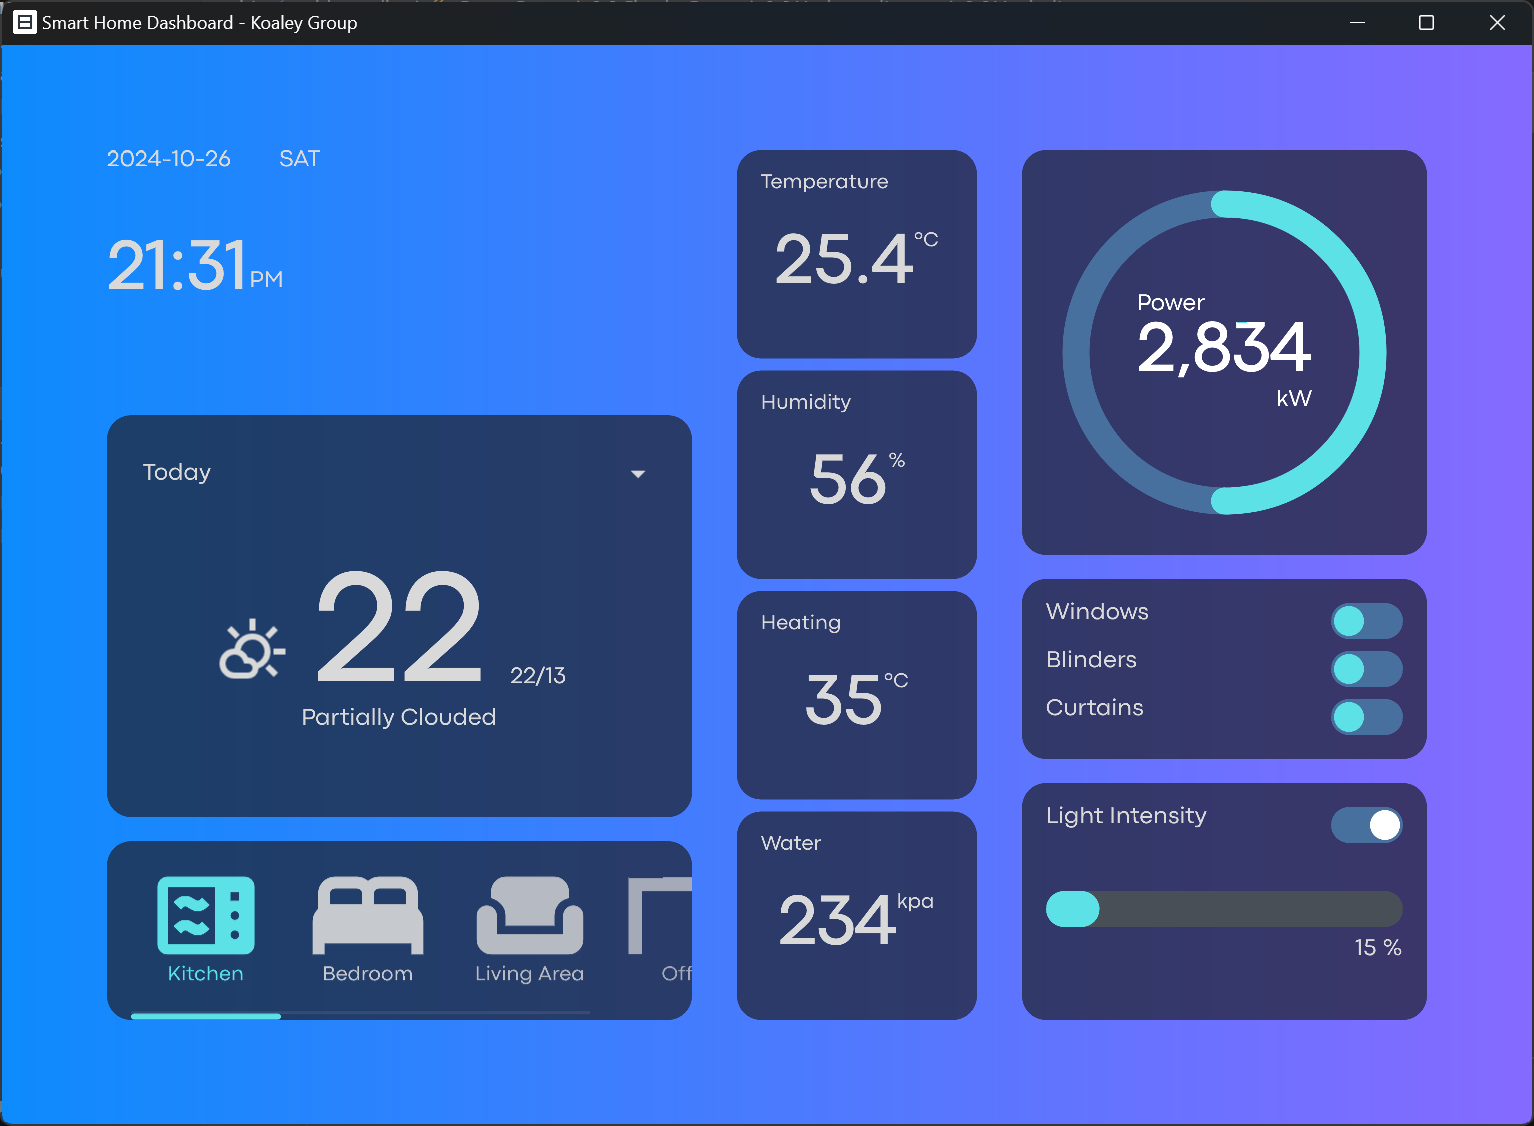 Smart Home Dashboard - Koaley Group
2024-10-26 SAT
21:31 PM
Today
22 22/13
Partially Clouded
Kitchen
Bedroom
Living Area
Off
Temperature
25.4 °C
Humidity
56 %
Heating
35 °C
Water
234 kpa
Power
2,834
kW
Windows
Blinders
Curtains
Light Intensity
15 %